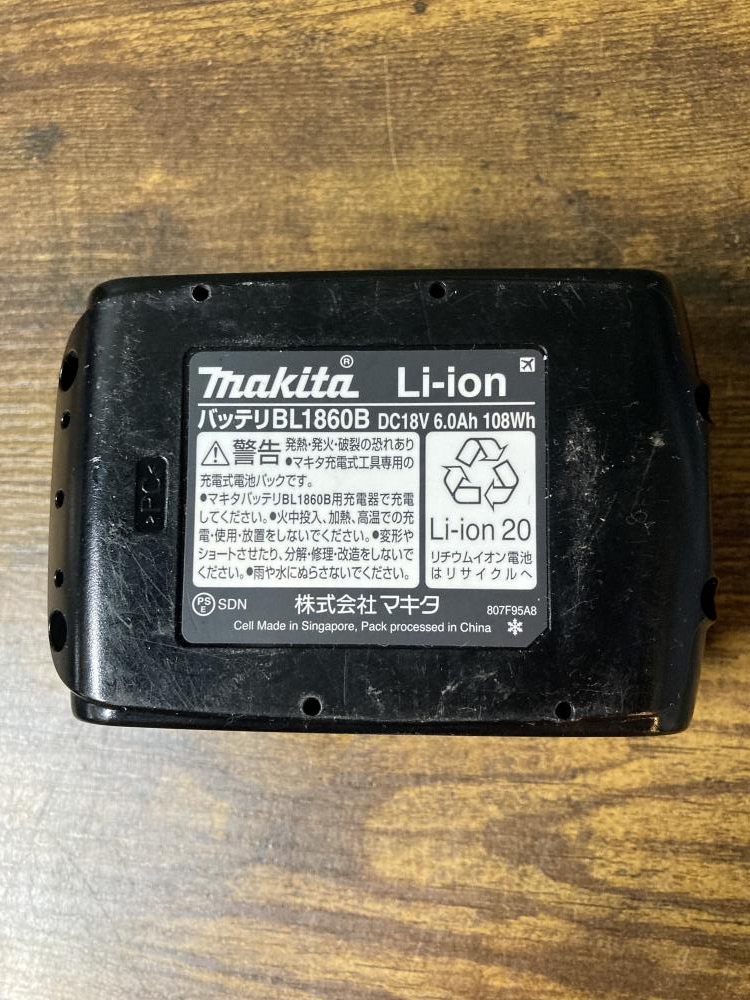 makita® Li-ion
バッテリBL1860B DC18V 6.0Ah 108Wh
警告 発熱・発火・破裂の恐れあり
●マキタ充電式工具専用の
充電式電池パックです。
●マキタバッテリBL1860B用充電器で充電
してください。●火中投入、加熱、高温での充
電・使用・放置をしないでください。●変形や
ショートさせたり、分解・修理・改造をしないで
ください。●雨や水にぬらさないでください。
Li-ion 20
リチウムイオン電池
はリサイクルへ
PS
E SDN 株式会社 マキタ 807F95A8
Cell Made in Singapore, Pack processed in China
>PC<